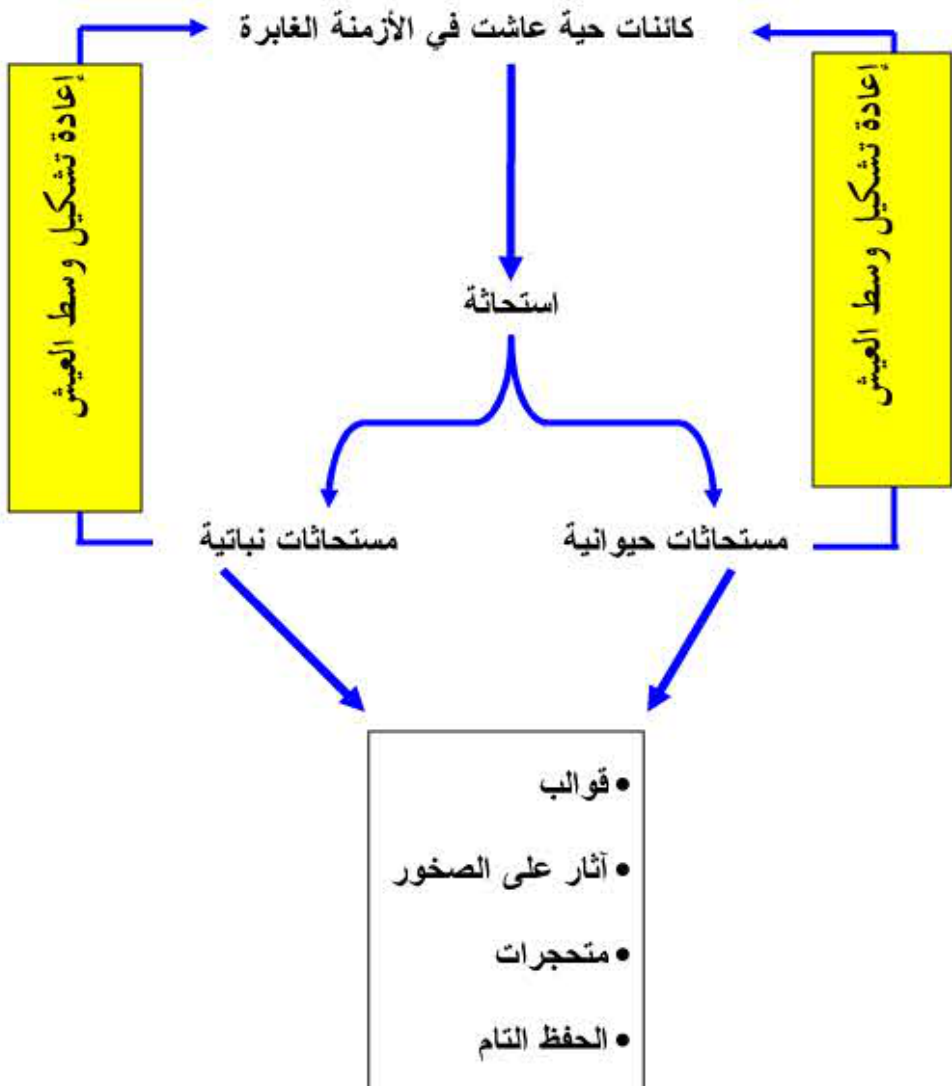 كائنات حية عاشت في الأزمنة الغابرة
إعادة تشكيل وسط العيش
إعادة تشكيل وسط العيش
استحاثة
مستحاثات حيوانية
مستحاثات نباتية
• قوالب
• آثار على الصخور
• متحجرات
• الحفظ التام